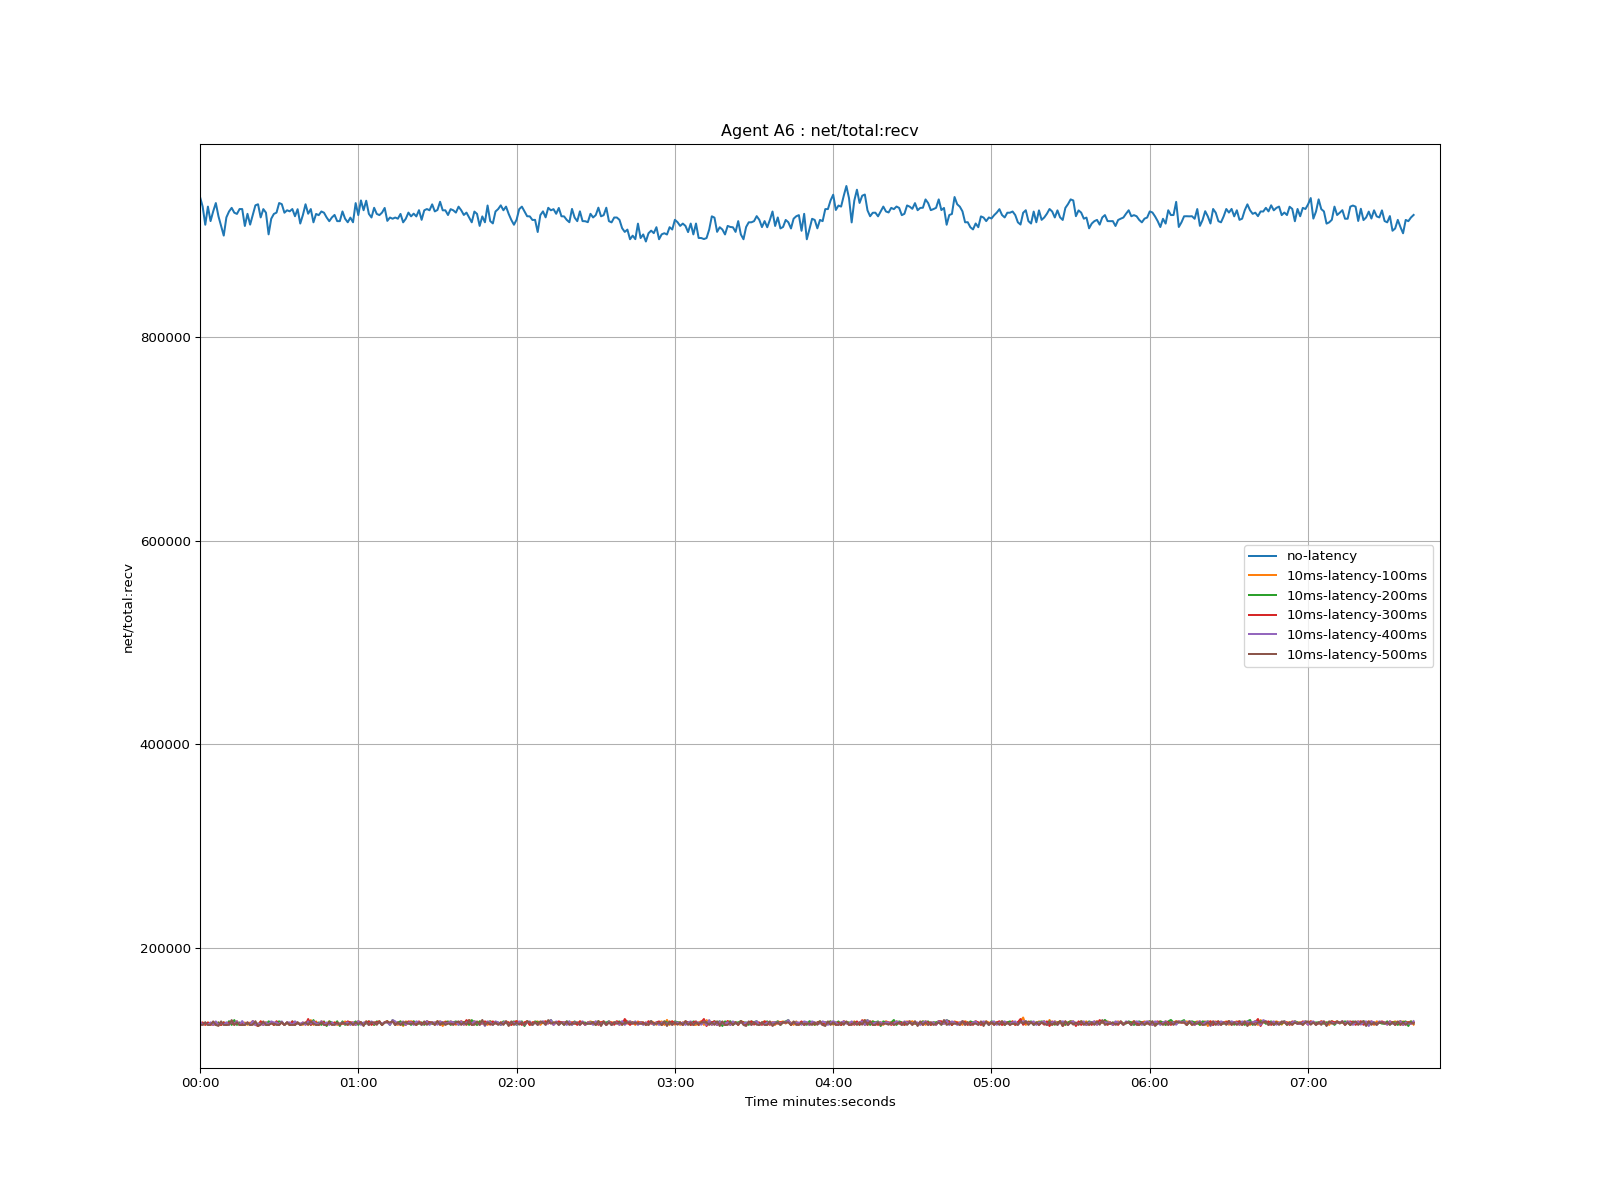 Agent A6 : net/total:recv
800000
600000
400000
200000
net/total:recv
no-latency
10ms-latency-100ms
10ms-latency-200ms
10ms-latency-300ms
10ms-latency-400ms
10ms-latency-500ms
00:00 01:00 02:00 03:00 04:00 05:00 06:00 07:00
Time minutes:seconds